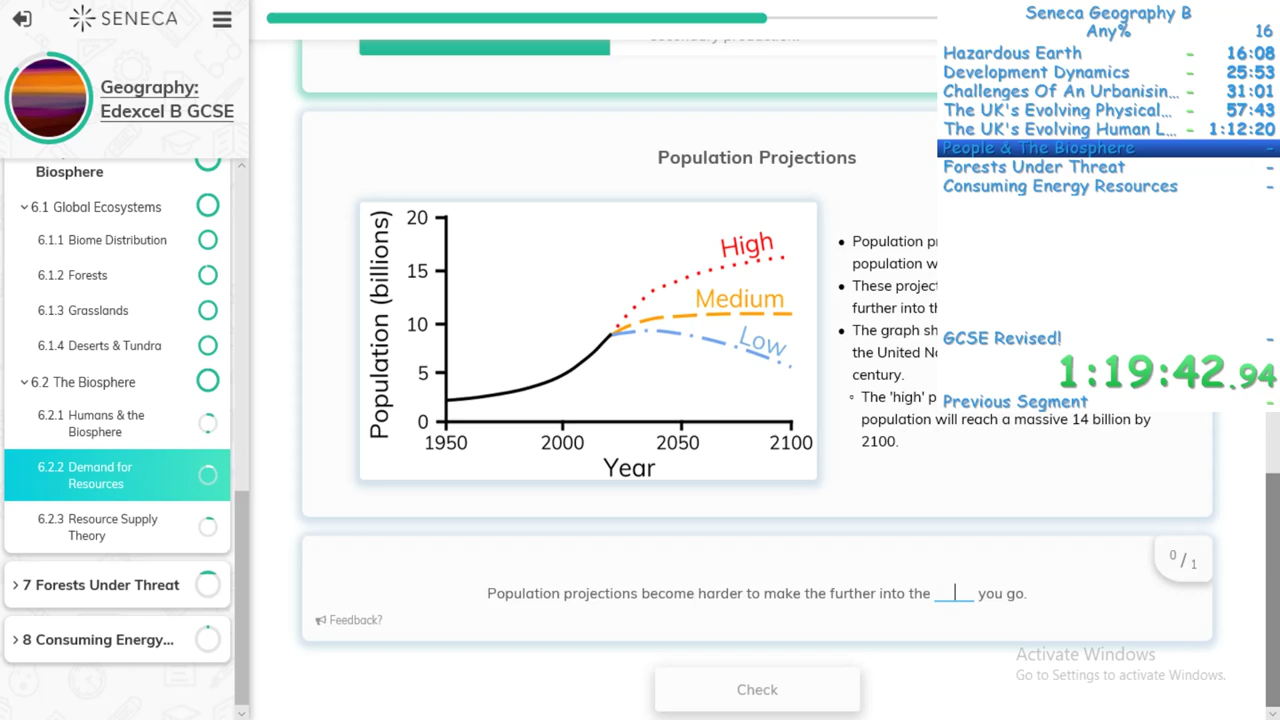 SENECA
Geography:
Edexcel B GCSE
Biosphere
6.1 Global Ecosystems
6.1.1 Biome Distribution
6.1.2 Forests
6.1.3 Grasslands
6.1.4 Deserts & Tundra
6.2 The Biosphere
6.2.1 Humans & the
Biosphere
6.2.2 Demand for
Resources
6.2.3 Resource Supply
Theory
7 Forests Under Threat
8 Consuming Energy...
secondary production.
Population Projections
Population (billions)
20
15
10
5
0
High
Medium
Low
1950
2000
2050
2100
Year
• Population
population
• These
further into
• The graph
the United
century.
◦ The 'high'
population will reach a massive 14 billion by
2100.
0 / 1
Population projections become harder to make the further into the ____ you go.
Feedback?
Check
Activate Windows
Go to Settings to activate Windows.
Seneca Geography B
Any% 16
Hazardous Earth - 16:08
Development Dynamics - 25:53
Challenges Of An Urbanisin... - 31:01
The UK's Evolving Physical... - 57:43
The UK's Evolving Human L... - 1:12:20
People & The Biosphere -
Forests Under Threat -
Consuming Energy Resources -
GCSE Revised! -
1:19:42.94
Previous Segment -